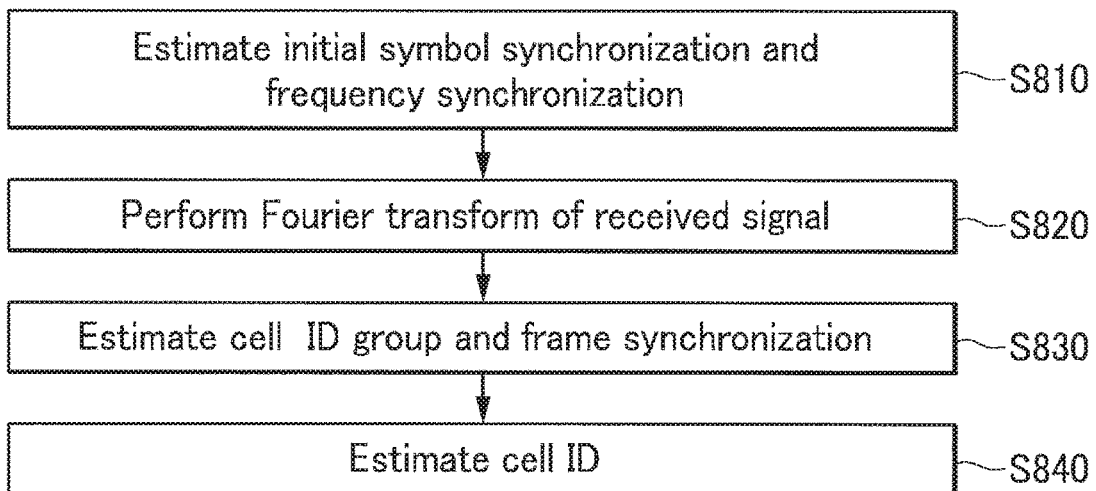 Estimate initial symbol synchronization and
frequency synchronization
S810
Perform Fourier transform of received signal
S820
Estimate cell ID group and frame synchronization
S830
Estimate cell ID
S840